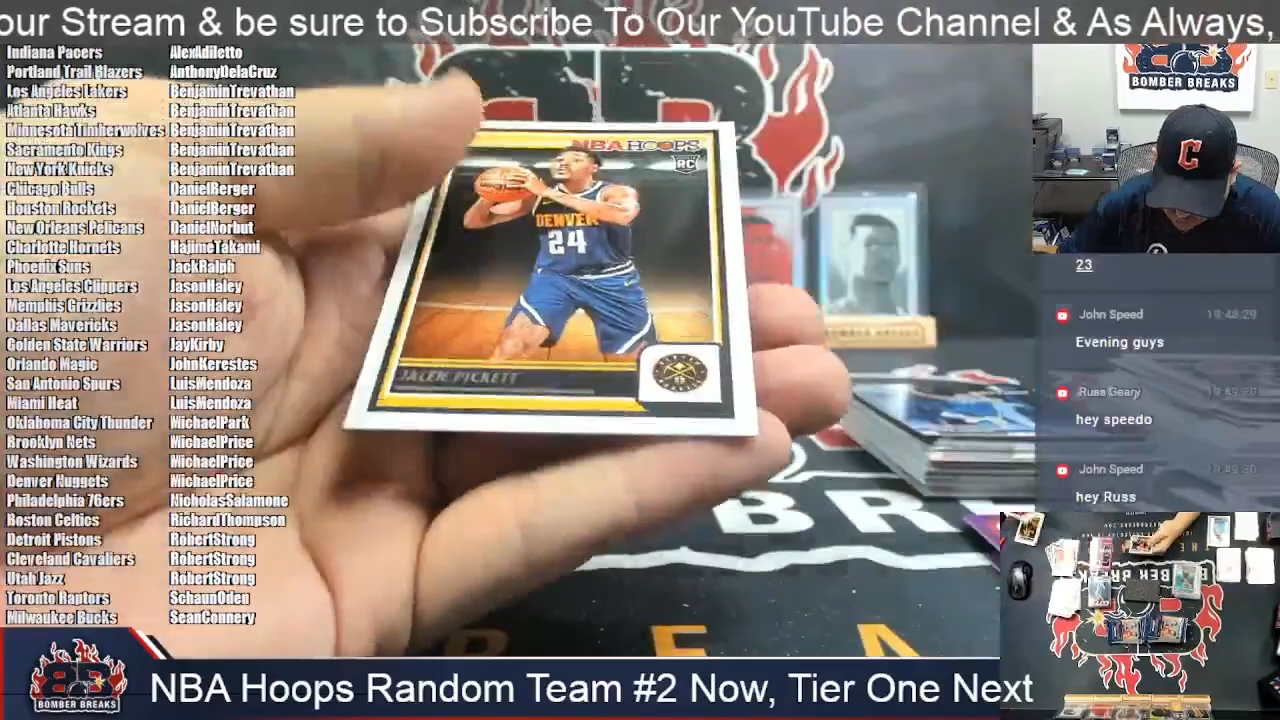 our Stream & be sure to Subscribe To Our YouTube Channel & As Always,
Indiana Pacers AlexAdiletto
Portland Trail Blazers AnthonyDelaCruz
Los Angeles Lakers BenjaminTrevathan
Atlanta Hawks BenjaminTrevathan
Minnesota Timberwolves BenjaminTrevathan
Sacramento Kings BenjaminTrevathan
New York Knicks BenjaminTrevathan
Chicago Bulls DanielBerger
Houston Rockets DanielBerger
New Orleans Pelicans DanielNorbut
Charlotte Hornets HajimeTakami
Phoenix Suns JackRalph
Los Angeles Clippers JasonHaley
Memphis Grizzlies JasonHaley
Dallas Mavericks JasonHaley
Golden State Warriors JayKirby
Orlando Magic JohnKerestes
San Antonio Spurs LuisMendoza
Miami Heat LuisMendoza
Oklahoma City Thunder MichaelPark
Brooklyn Nets MichaelPrice
Washington Wizards MichaelPrice
Denver Nuggets MichaelPrice
Philadelphia 76ers NicholasSalamone
Boston Celtics RichardThompson
Detroit Pistons RobertStrong
Cleveland Cavaliers RobertStrong
Utah Jazz RobertStrong
Toronto Raptors SchaunOden
Milwaukee Bucks SeanConnery
NBA HOOPS
RC
DENVER
24
JALEN PICKETT
BOMBER BREAKS
C
23
John Speed 19:48:29
Evening guys
Russ Geary
hey speedo
John Speed
hey Russ
BRE
BREA
BOMBER BREAKS
NBA Hoops Random Team #2 Now, Tier One Next